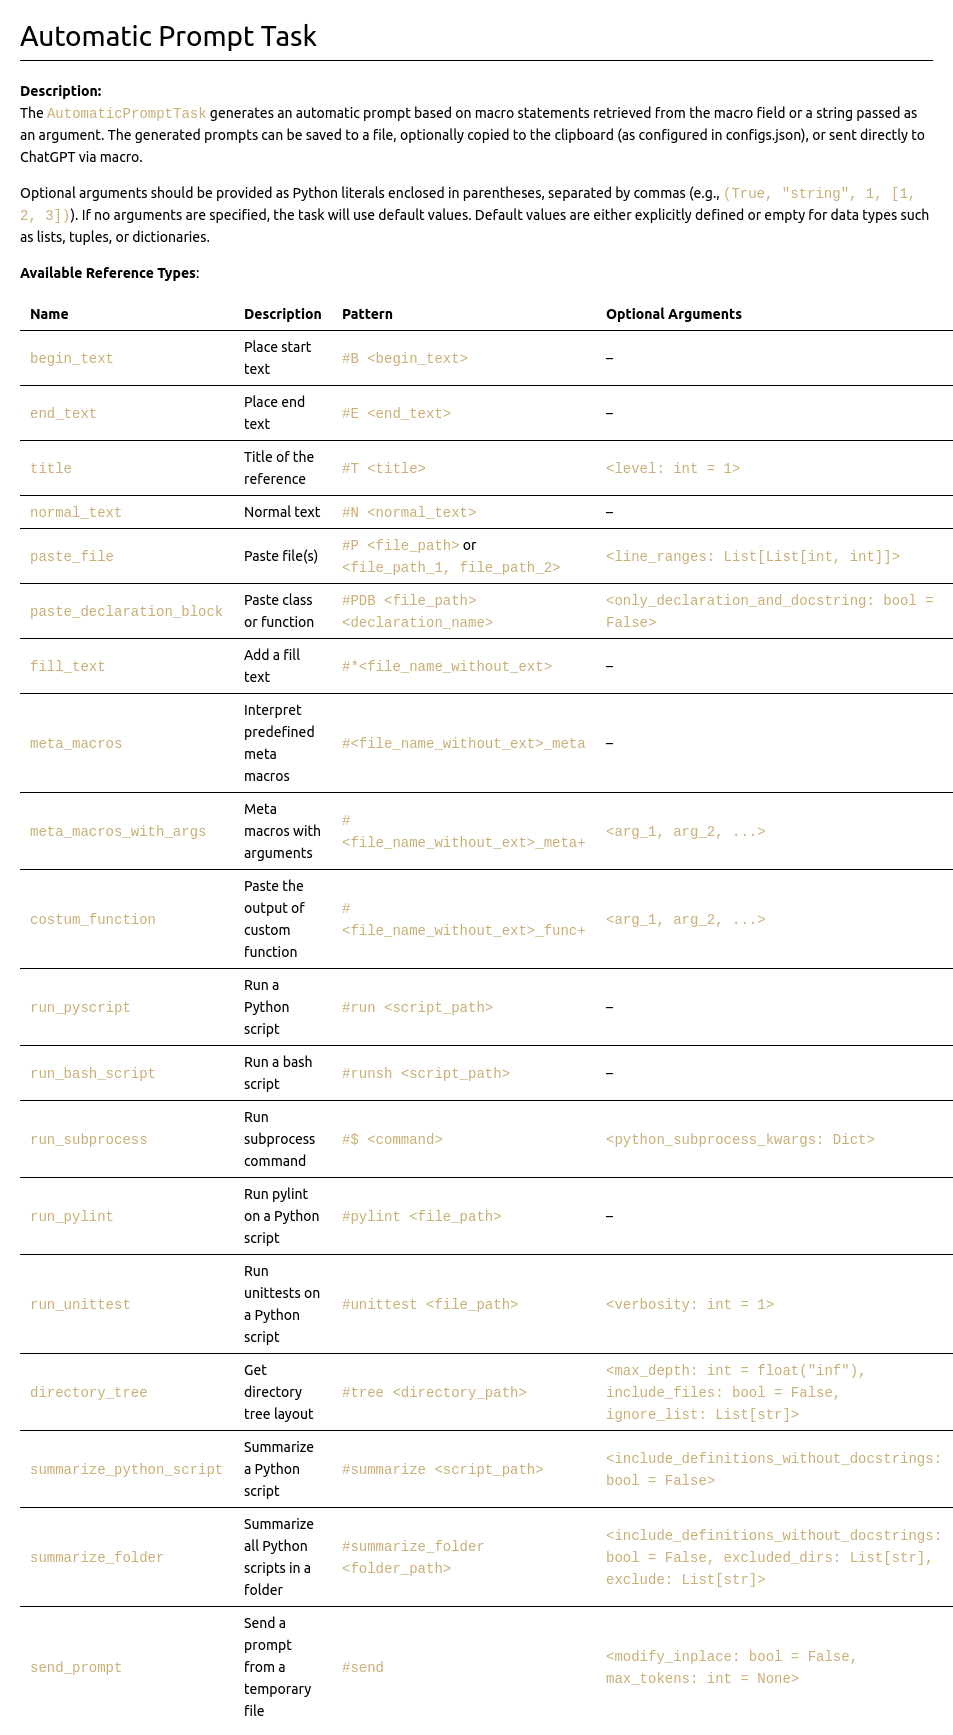 Automatic Prompt Task
Description:
The AutomaticPromptTask generates an automatic prompt based on macro statements retrieved from the macro field or a string passed as
an argument. The generated prompts can be saved to a file, optionally copied to the clipboard (as configured in configs.json), or sent directly to
ChatGPT via macro.
Optional arguments should be provided as Python literals enclosed in parentheses, separated by commas (e.g., (True, "string", 1, [1,
2, 3])). If no arguments are specified, the task will use default values. Default values are either explicitly defined or empty for data types such
as lists, tuples, or dictionaries.
Available Reference Types:
Name Description Pattern Optional Arguments
begin_text
Place start
text
#B <begin_text>
–
end_text
Place end
text
#E <end_text>
–
title
Title of the
reference
#T <title>
<level: int = 1>
normal_text
Normal text
#N <normal_text>
–
paste_file
Paste file(s)
#P <file_path> or
<file_path_1, file_path_2>
<line_ranges: List[List[int, int]]>
paste_declaration_block
Paste class
or function
#PDB <file_path>
<declaration_name>
<only_declaration_and_docstring: bool =
False>
fill_text
Add a fill
text
#*<file_name_without_ext>
–
meta_macros
Interpret
predefined
meta
macros
#<file_name_without_ext>_meta
–
meta_macros_with_args
Meta
macros with
arguments
#
<file_name_without_ext>_meta+
<arg_1, arg_2, ...>
costum_function
Paste the
output of
custom
function
#
<file_name_without_ext>_func+
<arg_1, arg_2, ...>
run_pyscript
Run a
Python
script
#run <script_path>
–
run_bash_script
Run a bash
script
#runsh <script_path>
–
run_subprocess
Run
subprocess
command
#$ <command>
<python_subprocess_kwargs: Dict>
run_pylint
Run pylint
on a Python
script
#pylint <file_path>
–
run_unittest
Run
unittests on
a Python
script
#unittest <file_path>
<verbosity: int = 1>
directory_tree
Get
directory
tree layout
#tree <directory_path>
<max_depth: int = float("inf"),
include_files: bool = False,
ignore_list: List[str]>
summarize_python_script
Summarize
a Python
script
#summarize <script_path>
<include_definitions_without_docstrings:
bool = False>
summarize_folder
Summarize
all Python
scripts in a
folder
#summarize_folder
<folder_path>
<include_definitions_without_docstrings:
bool = False, excluded_dirs: List[str],
exclude: List[str]>
send_prompt
Send a
prompt
from a
temporary
file
#send
<modify_inplace: bool = False,
max_tokens: int = None>